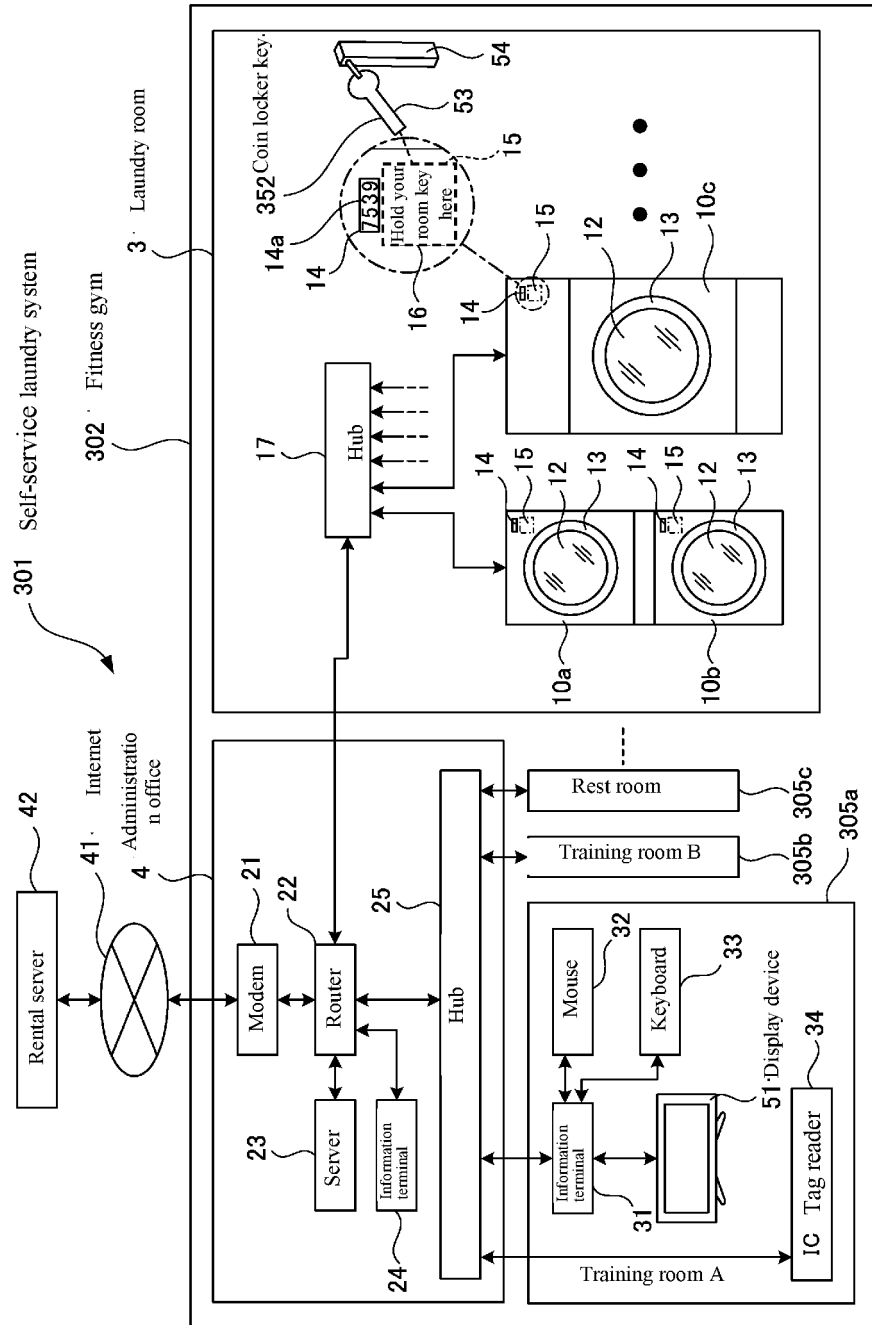 301 Self-service laundry system
302 Fitness gym
3 Laundry room
42
Rental server
41 Internet
Administratio
n office
4
21
Modem
22
Router
23
Server
24
Information
terminal
25
Hub
17
Hub
352 Coin locker key
53
54
14
14a
7539
Hold your
room key
here
15
16
14
15
12
13
10c
14
15
12
13
10a
14
15
12
13
10b
Rest room
305c
Training room B
305b
305a
32
Mouse
33
Keyboard
Information
terminal
31
51 Display device
34
IC Tag reader
Training room A